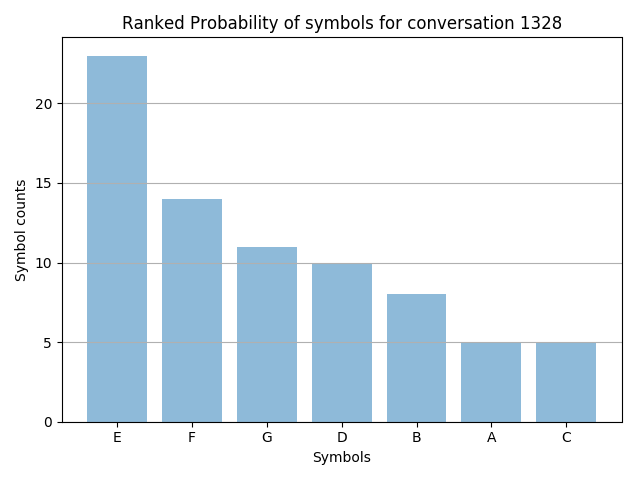 Ranked Probability of symbols for conversation 1328
20
15
10
5
0
Symbol counts
E F G D B A C
Symbols